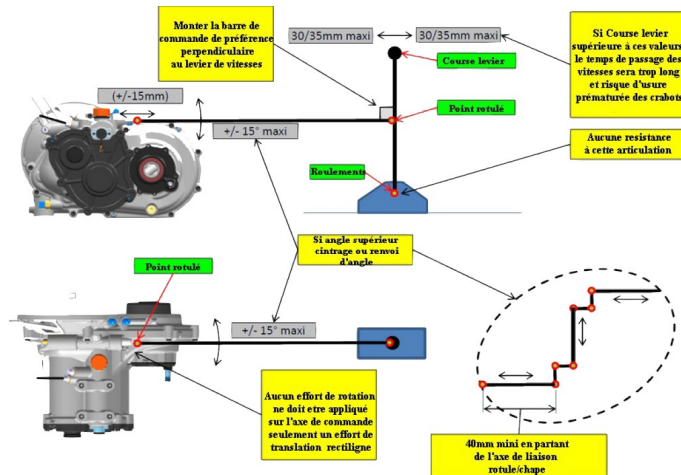 Monter la barre de
commande de préférence
perpendiculaire
au levier de vitesses
30/35mm maxi
30/35mm maxi
Course levier
Si Course levier
supérieure à ces valeurs
le temps de passage des
vitesses sera trop long
et risque d'usure
prématurée des crabots
(+/-15mm)
+/- 15° maxi
Point rotulé
Aucune resistance
à cette articulation
Roulements
Si angle supérieur
cintrage ou renvoi
d'angle
Point rotulé
+/- 15° maxi
Aucun effort de rotation
ne doit etre appliqué
sur l'axe de commande
seulement un effort de
translation rectiligne
40mm mini en partant
de l'axe de liaison
rotule/chape